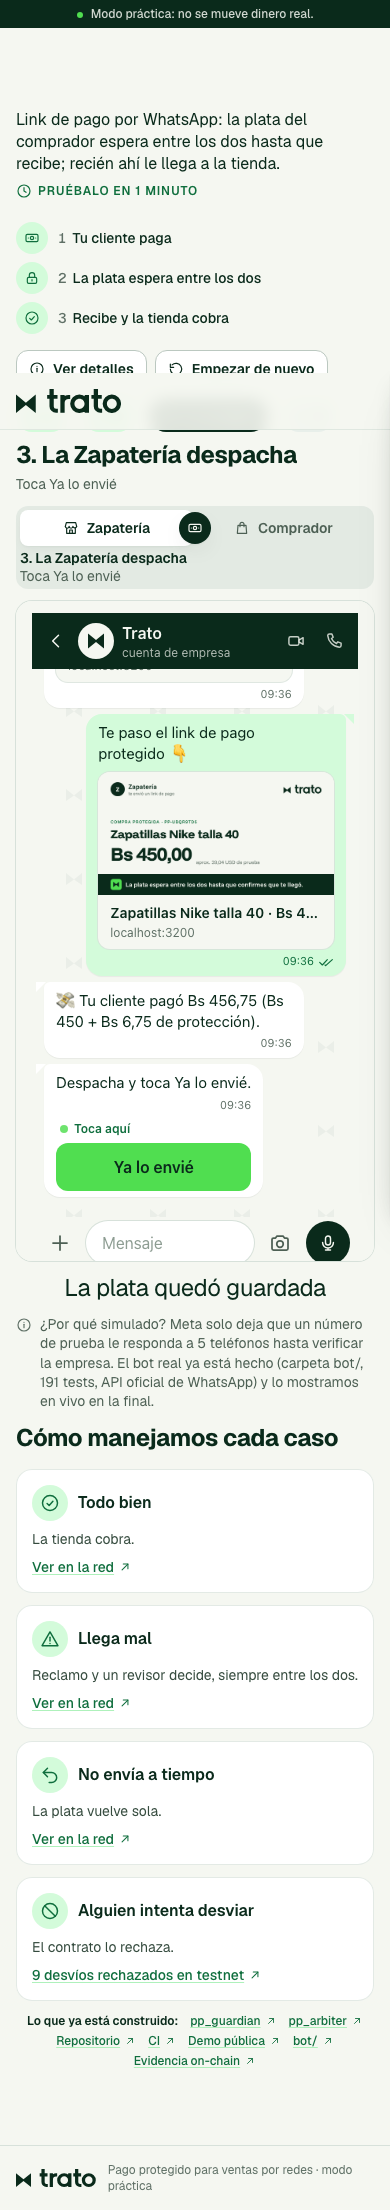 Modo práctica: no se mueve dinero real.
Link de pago por WhatsApp: la plata del
comprador espera entre los dos hasta que
recibe; recién ahí le llega a la tienda.
PRUÉBALO EN 1 MINUTO
1 Tu cliente paga
2 La plata espera entre los dos
3 Recibe y la tienda cobra
Ver detalles
Empezar de nuevo
trato
3. La Zapatería despacha
Toca Ya lo envié
Zapatería
Comprador
3. La Zapatería despacha
Toca Ya lo envié
Trato
cuenta de empresa
09:36
Te paso el link de pago
protegido 👇
Zapatería
trato
Zapatillas Nike talla 40
Bs 450,00
La plata espera entre los dos hasta que confirmes que te llegó.
Zapatillas Nike talla 40 · Bs 4...
localhost:3200
09:36
💸 Tu cliente pagó Bs 456,75 (Bs
450 + Bs 6,75 de protección).
09:36
Despacha y toca Ya lo envié.
09:36
Toca aquí
Ya lo envié
Mensaje
La plata quedó guardada
¿Por qué simulado? Meta solo deja que un número
de prueba le responda a 5 teléfonos hasta verificar
la empresa. El bot real ya está hecho (carpeta bot/,
191 tests, API oficial de WhatsApp) y lo mostramos
en vivo en la final.
Cómo manejamos cada caso
Todo bien
La tienda cobra.
Ver en la red ↗
Llega mal
Reclamo y un revisor decide, siempre entre los dos.
Ver en la red ↗
No envía a tiempo
La plata vuelve sola.
Ver en la red ↗
Alguien intenta desviar
El contrato lo rechaza.
9 desvíos rechazados en testnet ↗
Lo que ya está construido: pp_guardian ↗ pp_arbiter ↗
Repositorio ↗ CI ↗ Demo pública ↗ bot/ ↗
Evidencia on-chain ↗
trato
Pago protegido para ventas por redes · modo
práctica